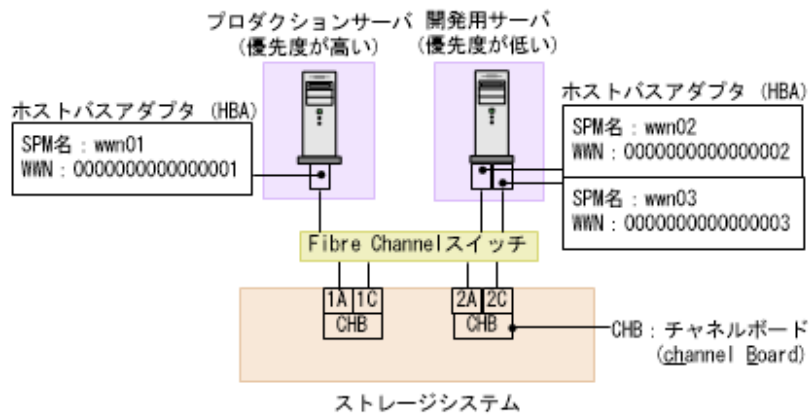 プロダクションサーバ
(優先度が高い)
開発用サーバ
(優先度が低い)
ホストバスアダプタ (HBA)
SPM名：wwn01
WWN：0000000000000001
ホストバスアダプタ (HBA)
SPM名：wwn02
WWN：0000000000000002
SPM名：wwn03
WWN：0000000000000003
Fibre Channelスイッチ
1A 1C
CHB
2A 2C
CHB
CHB：チャネルボード
(channel Board)
ストレージシステム